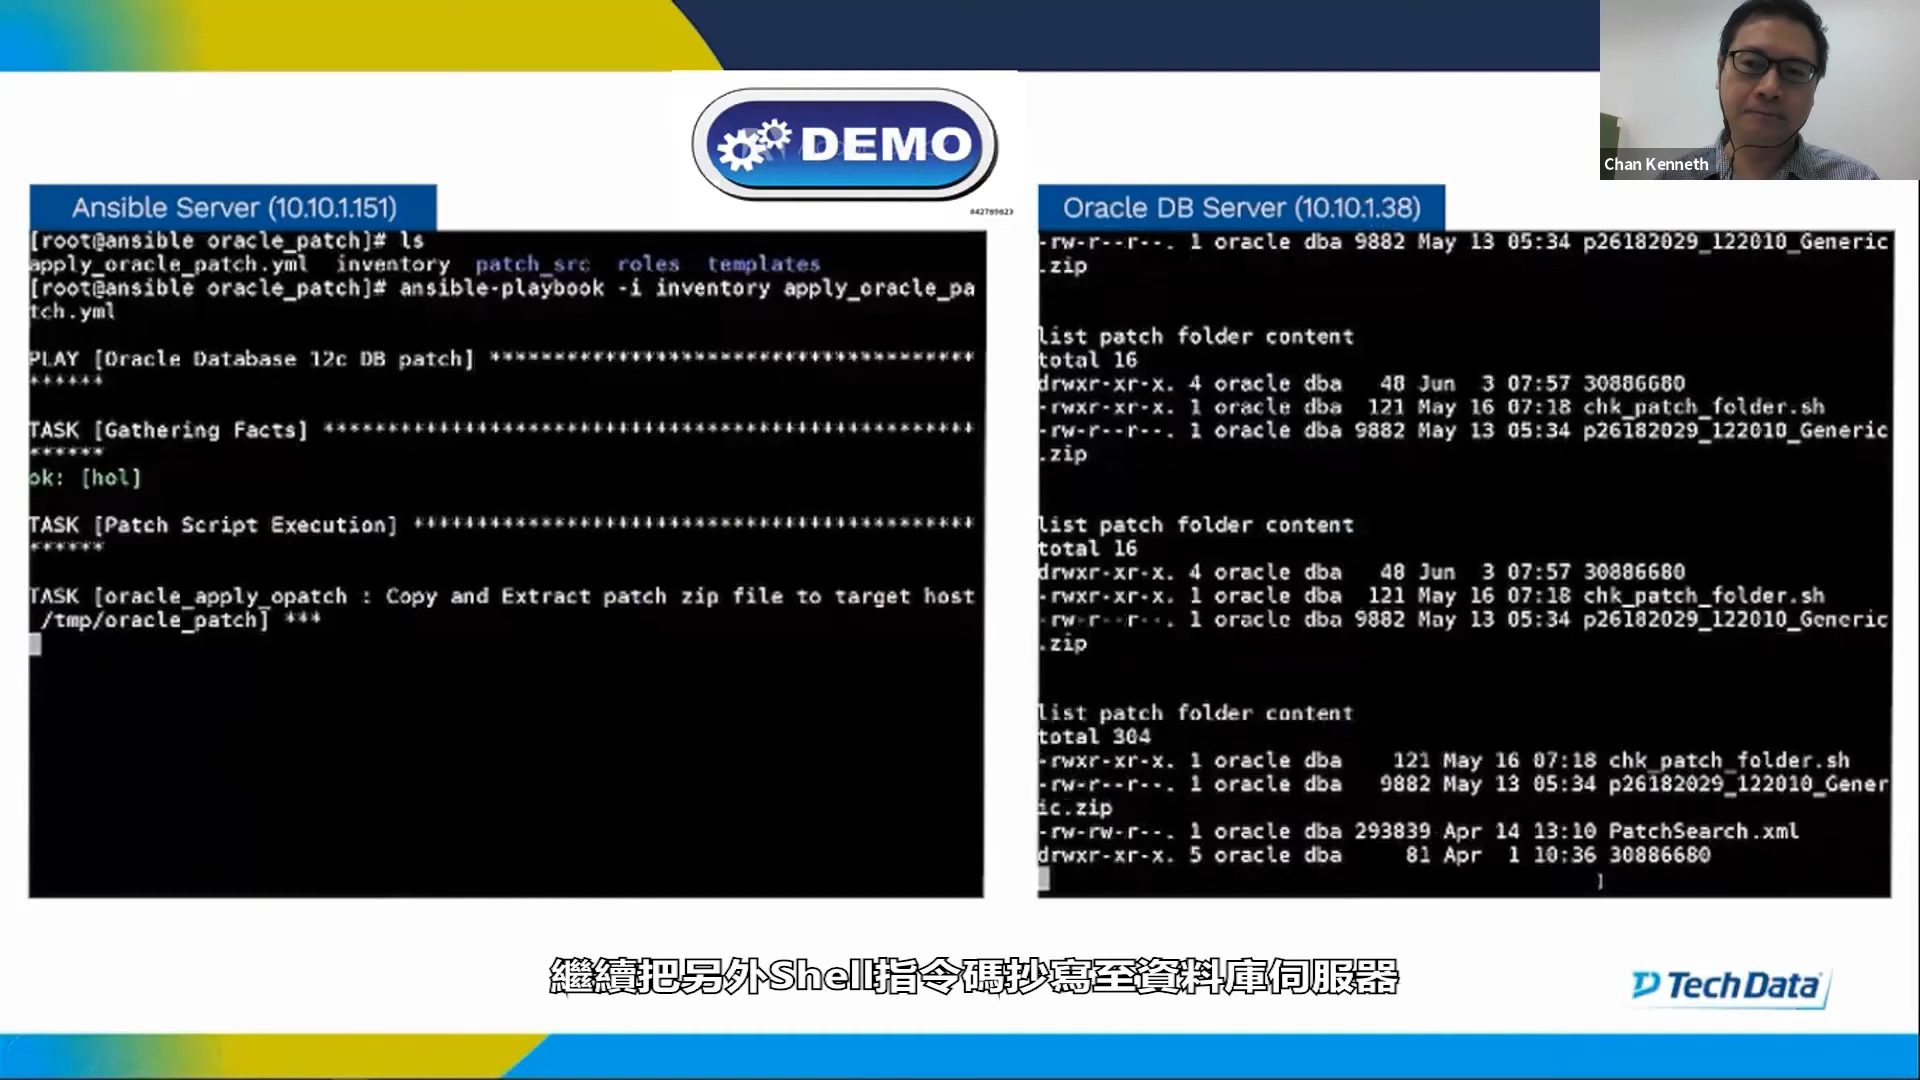 DEMO
Chan Kenneth
#42789823
Ansible Server (10.10.1.151)
[root@ansible oracle_patch]# ls
apply_oracle_patch.yml inventory patch_src roles templates
[root@ansible oracle_patch]# ansible-playbook -i inventory apply_oracle_pa
tch.yml
PLAY [Oracle Database 12c DB patch] **************************************
******
TASK [Gathering Facts] ***************************************************
******
ok: [hol]
TASK [Patch Script Execution] ********************************************
******
TASK [oracle_apply_opatch : Copy and Extract patch zip file to target host
/tmp/oracle_patch] ***
Oracle DB Server (10.10.1.38)
-rw-r--r--. 1 oracle dba 9882 May 13 05:34 p26182029_122010_Generic
.zip
list patch folder content
total 16
drwxr-xr-x. 4 oracle dba 48 Jun 3 07:57 30886680
-rwxr-xr-x. 1 oracle dba 121 May 16 07:18 chk_patch_folder.sh
-rw-r--r--. 1 oracle dba 9882 May 13 05:34 p26182029_122010_Generic
.zip
list patch folder content
total 16
drwxr-xr-x. 4 oracle dba 48 Jun 3 07:57 30886680
-rwxr-xr-x. 1 oracle dba 121 May 16 07:18 chk_patch_folder.sh
-rw-r--r--. 1 oracle dba 9882 May 13 05:34 p26182029_122010_Generic
.zip
list patch folder content
total 304
-rwxr-xr-x. 1 oracle dba 121 May 16 07:18 chk_patch_folder.sh
-rw-r--r--. 1 oracle dba 9882 May 13 05:34 p26182029_122010_Gener
ic.zip
-rw-rw-r--. 1 oracle dba 293839 Apr 14 13:10 PatchSearch.xml
drwxr-xr-x. 5 oracle dba 81 Apr 1 10:36 30886680
繼續把另外Shell指令碼抄寫至資料庫伺服器
Tech Data